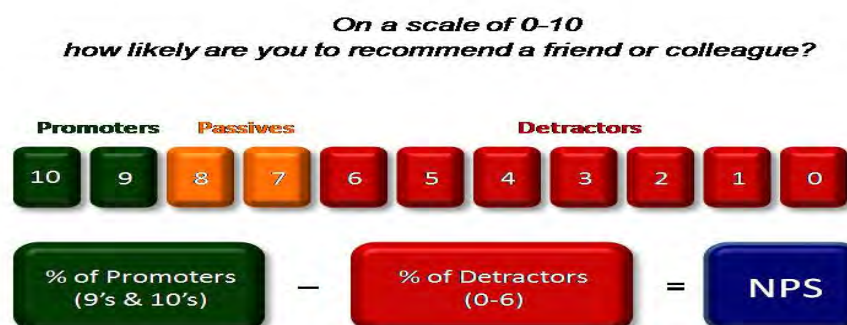 On a scale of 0-10
how likely are you to recommend a friend or colleague?
Promoters Passives Detractors
10 9 8 7 6 5 4 3 2 1 0
% of Promoters
(9's & 10's)
–
% of Detractors
(0-6)
=
NPS